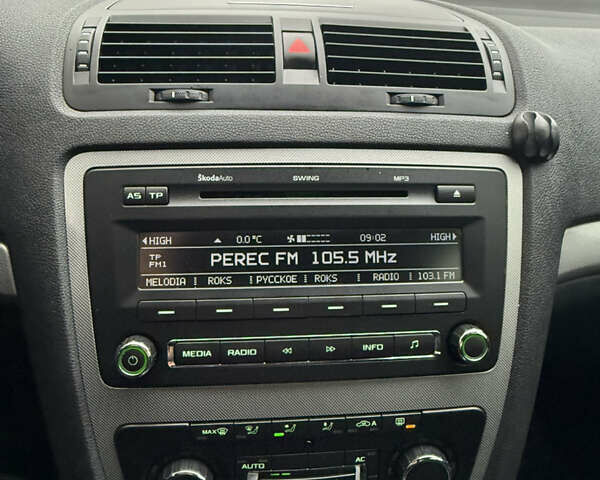 ŠkodaAuto SWING MP3
AS TP
HIGH 0.0 °C 09:02 HIGH
TP
FM1
PEREC FM 105.5 MHz
MELODIA ROKS РУССКОЕ ROKS RADIO 103.1 FM
MEDIA RADIO INFO
MAX A
AUTO AC